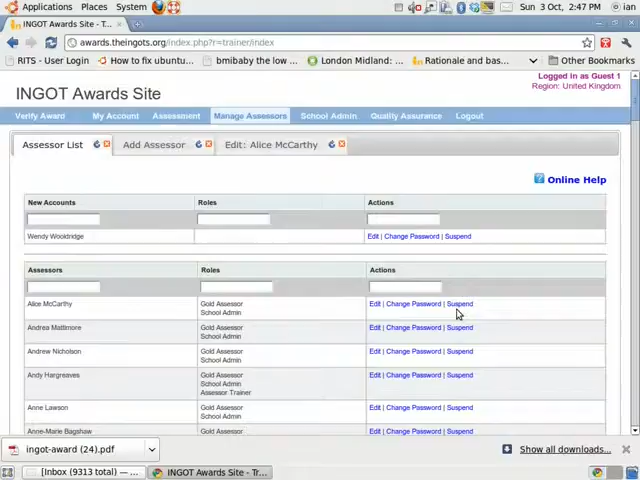 Applications Places System Sun 3 Oct, 2:47 PM ian
INGOT Awards Site - T...
awards.theingots.org/index.php?r=trainer/index
RITS - User Login How to fix ubuntu... bmibaby the low ... London Midland: ... Rationale and bas... Other Bookmarks
Logged in as Guest 1
Region: United Kingdom
INGOT Awards Site
Verify Award My Account Assessment Manage Assessors School Admin Quality Assurance Logout
Assessor List Add Assessor Edit: Alice McCarthy
Online Help
New Accounts Roles Actions
Wendy Wooldridge Edit | Change Password | Suspend
Assessors Roles Actions
Alice McCarthy Gold Assessor Edit | Change Password | Suspend
School Admin
Andrea Mattimore Gold Assessor Edit | Change Password | Suspend
Andrew Nicholson Gold Assessor Edit | Change Password | Suspend
School Admin
Andy Hargreaves Gold Assessor Edit | Change Password | Suspend
School Admin
Assessor Trainer
Anne Lawson Gold Assessor Edit | Change Password | Suspend
School Admin
Anne-Marie Bagshaw Gold Assessor Edit | Change Password | Suspend
ingot-award (24).pdf Show all downloads...
[Inbox (9313 total) — ... INGOT Awards Site - Tr...